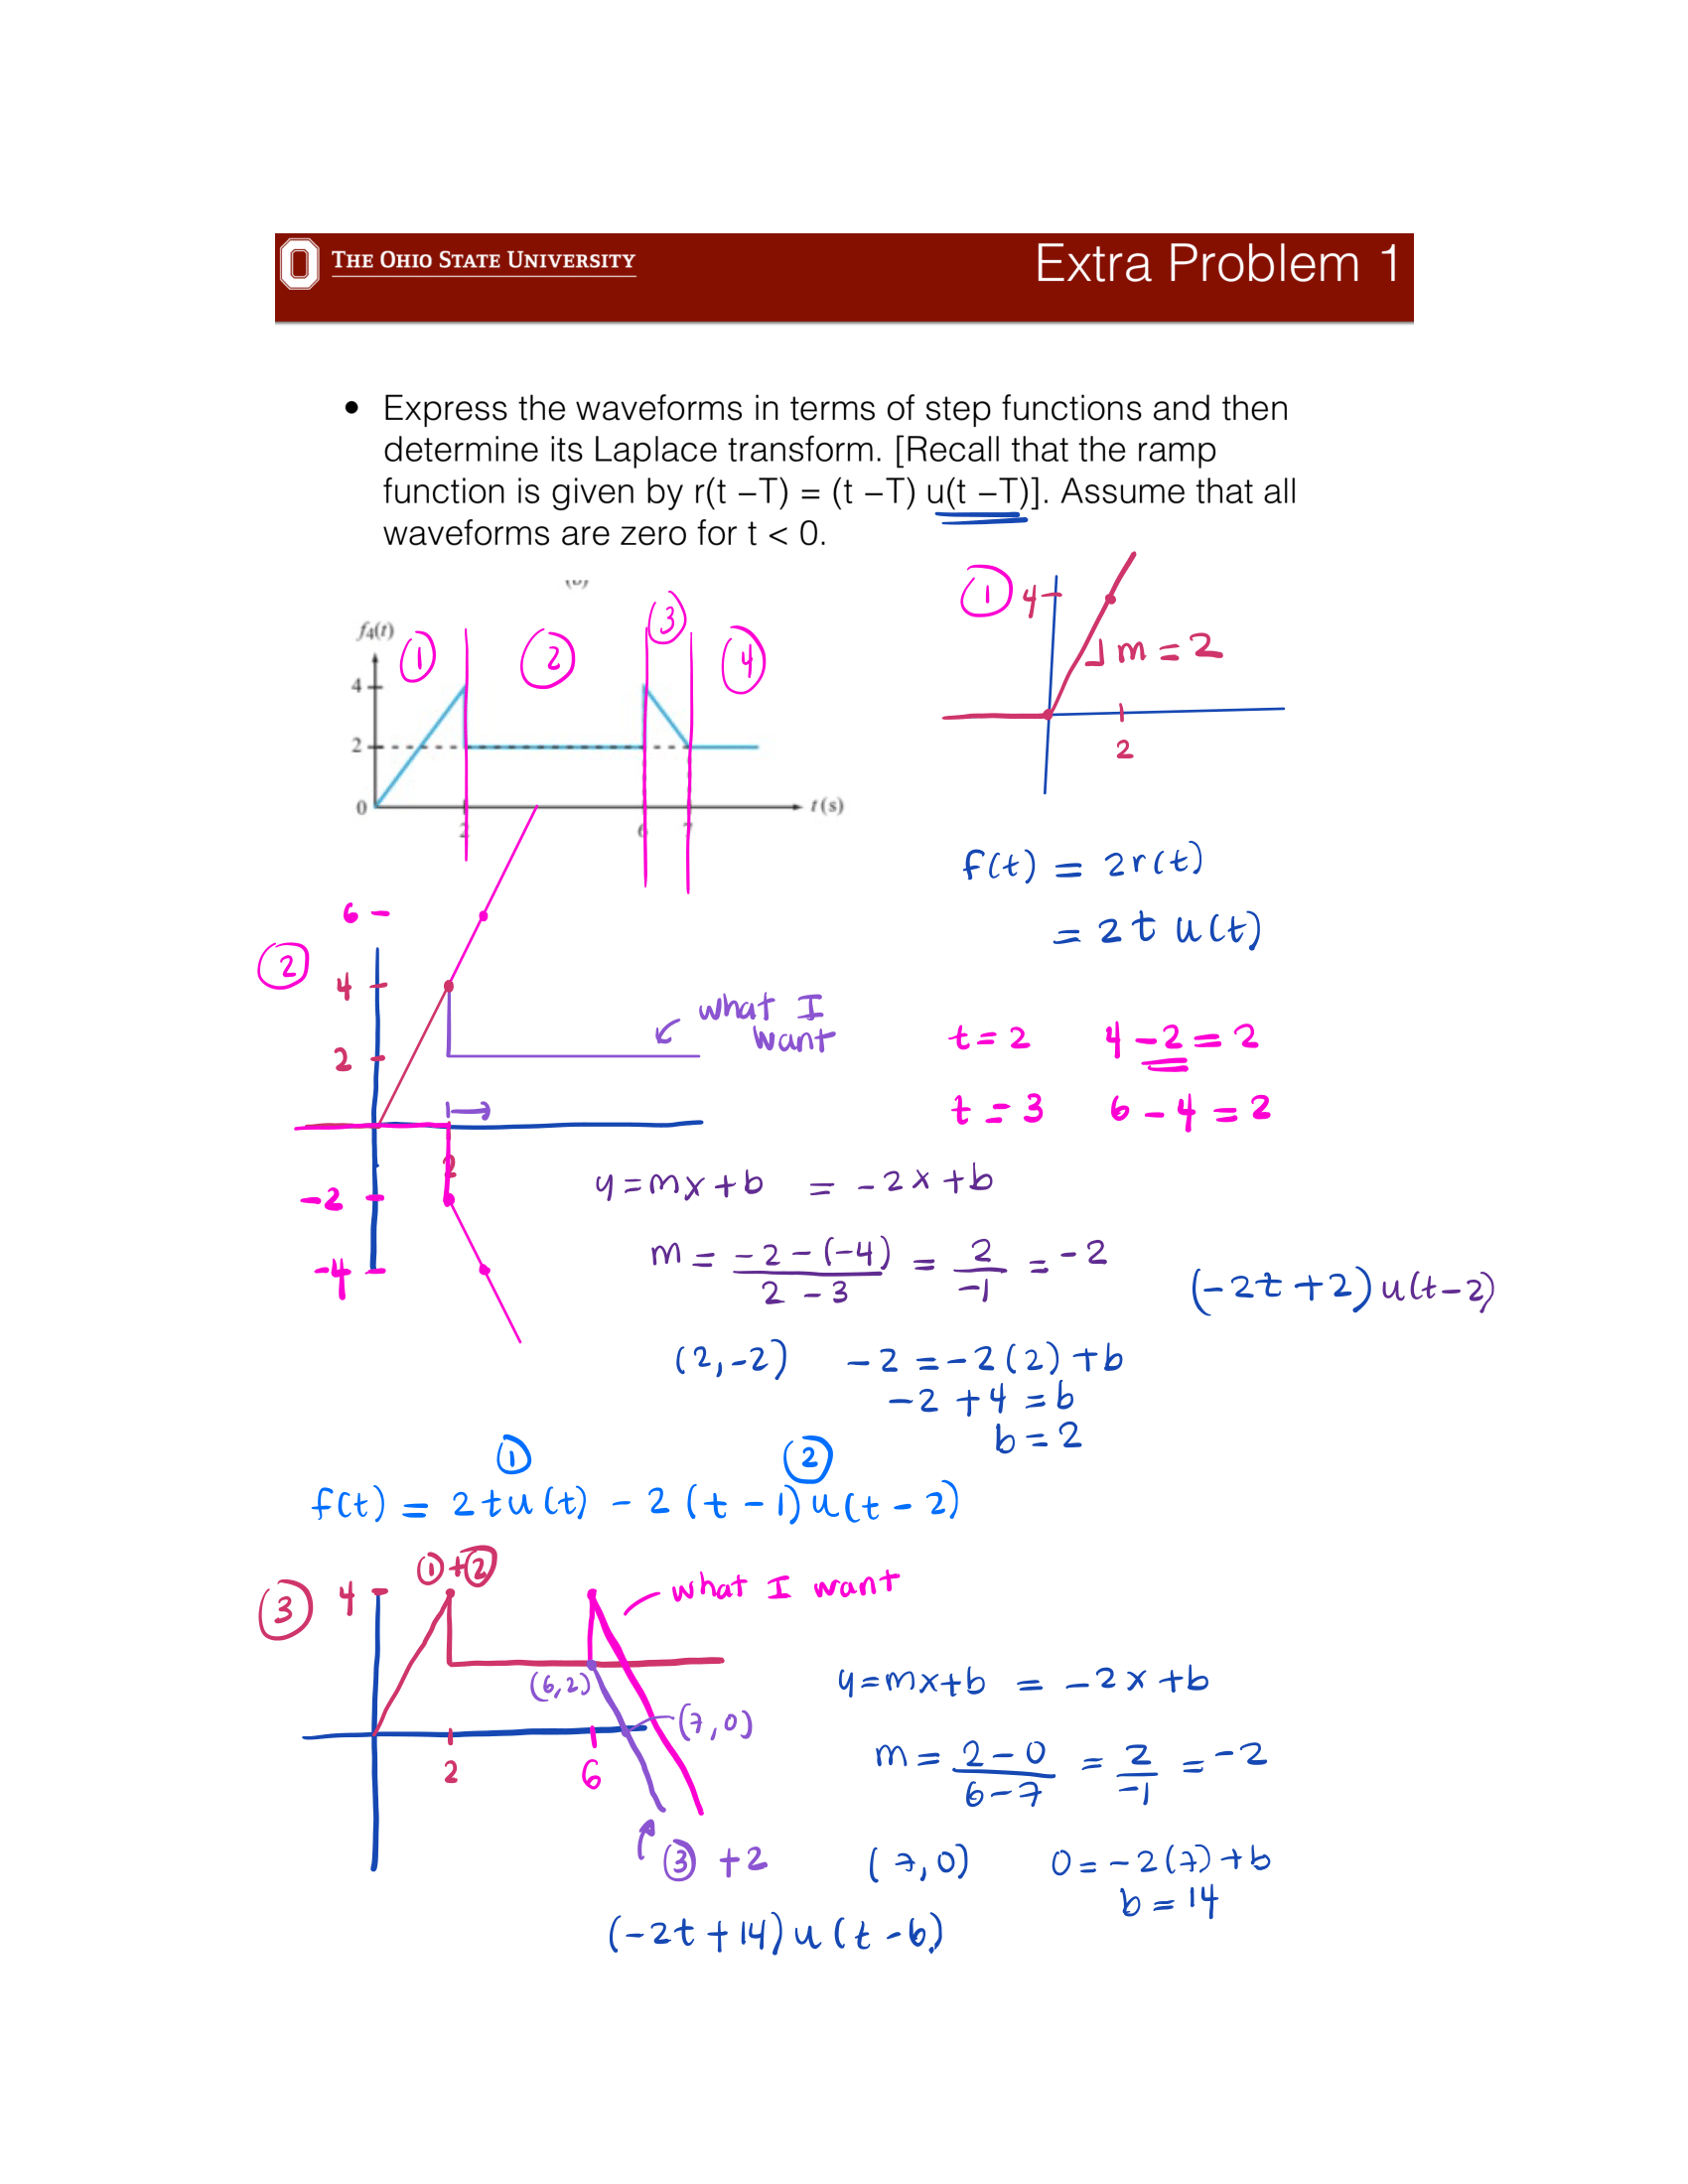 THE OHIO STATE UNIVERSITY
Extra Problem 1
• Express the waveforms in terms of step functions and then
determine its Laplace transform. [Recall that the ramp
function is given by r(t −T) = (t −T) u(t −T)]. Assume that all
waveforms are zero for t < 0.
f₄(t)
① ② ③ ④
4
2
0
2 6 7 t (s)
① 4
m = 2
2
f(t) = 2r(t)
= 2t u(t)
②
6
4
2
2
-2
-4
what I
want
t = 2 4 - 2 = 2
t = 3 6 - 4 = 2
y = mx + b = -2x + b
m = (-2 - (-4))/(2 - 3) = 2/-1 = -2
(-2t + 2) u(t-2)
(2, -2) -2 = -2(2) + b
-2 + 4 = b
b = 2
① ②
f(t) = 2tu(t) - 2(t - 1)u(t - 2)
③ 4 ①+② what I want
(6,2)
(7,0)
2 6
③ + 2
y = mx + b = -2x + b
m = (2 - 0)/(6 - 7) = 2/-1 = -2
(7, 0) 0 = -2(7) + b
b = 14
(-2t + 14) u(t - 6)